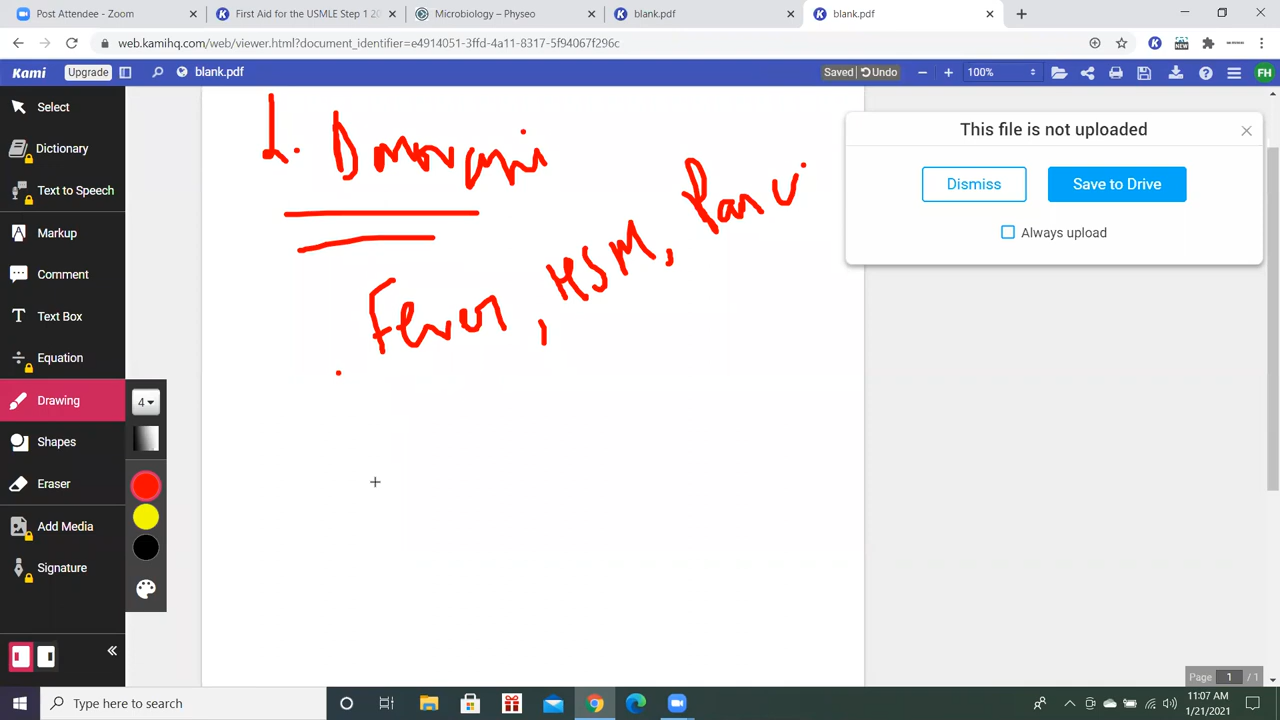 Post Attendee - Zoom
First Aid for the USMLE Step 1 20
Microbiology – Physeo
blank.pdf
blank.pdf
web.kamihq.com/web/viewer.html?document_identifier=e4914051-3ffd-4a11-8317-5f94067f296c
Kami
Upgrade
blank.pdf
Saved
Undo
100%
FH
Select
Dictionary
Text to Speech
Markup
Comment
Text Box
Equation
Drawing
Shapes
Eraser
Add Media
Signature
4
L. Donovani
Fever, HSM, Panci
This file is not uploaded
Dismiss
Save to Drive
Always upload
Page 1 / 1
Type here to search
11:07 AM
1/21/2021